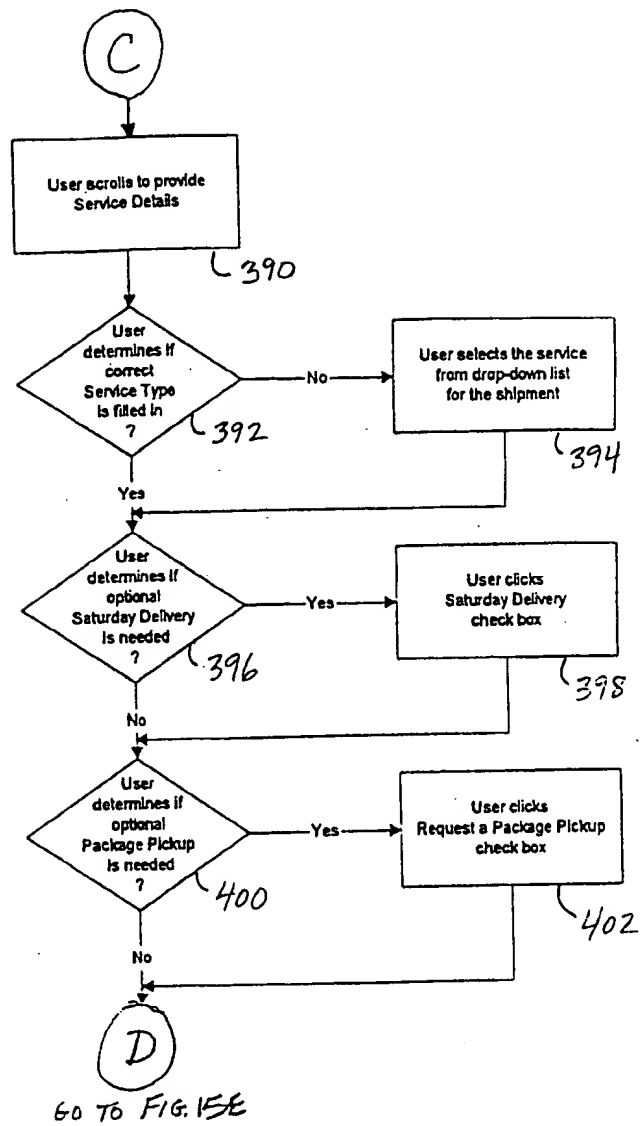 C
User scrolls to provide
Service Details
390
User
determines if
correct
Service Type
is filled in
?
392
No
User selects the service
from drop-down list
for the shipment
394
Yes
User
determines if
optional
Saturday Delivery
is needed
?
396
Yes
User clicks
Saturday Delivery
check box
398
No
User
determines if
optional
Package Pickup
is needed
?
400
Yes
User clicks
Request a Package Pickup
check box
402
No
D
GO TO FIG. 15E